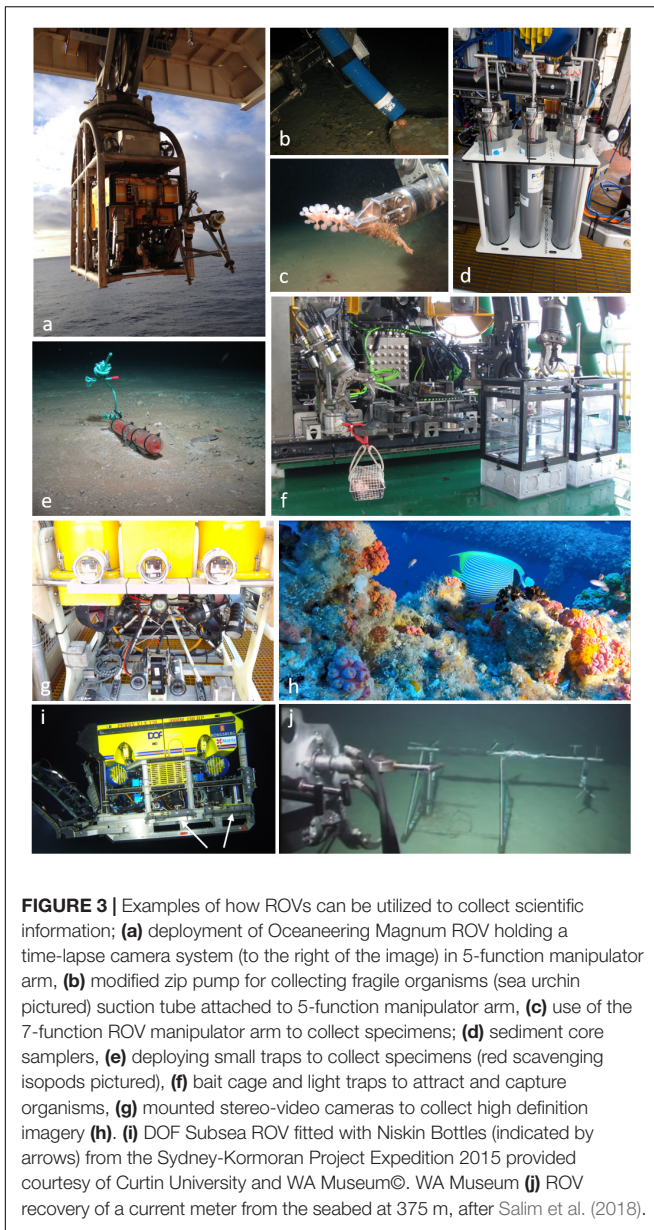 a
b
c
d
e
f
g
h
i
DOF
j
FIGURE 3 | Examples of how ROVs can be utilized to collect scientific
information; (a) deployment of Oceaneering Magnum ROV holding a
time-lapse camera system (to the right of the image) in 5-function manipulator
arm, (b) modified zip pump for collecting fragile organisms (sea urchin
pictured) suction tube attached to 5-function manipulator arm, (c) use of the
7-function ROV manipulator arm to collect specimens; (d) sediment core
samplers, (e) deploying small traps to collect specimens (red scavenging
isopods pictured), (f) bait cage and light traps to attract and capture
organisms, (g) mounted stereo-video cameras to collect high definition
imagery (h). (i) DOF Subsea ROV fitted with Niskin Bottles (indicated by
arrows) from the Sydney-Kormoran Project Expedition 2015 provided
courtesy of Curtin University and WA Museum©. WA Museum (j) ROV
recovery of a current meter from the seabed at 375 m, after Salim et al. (2018).